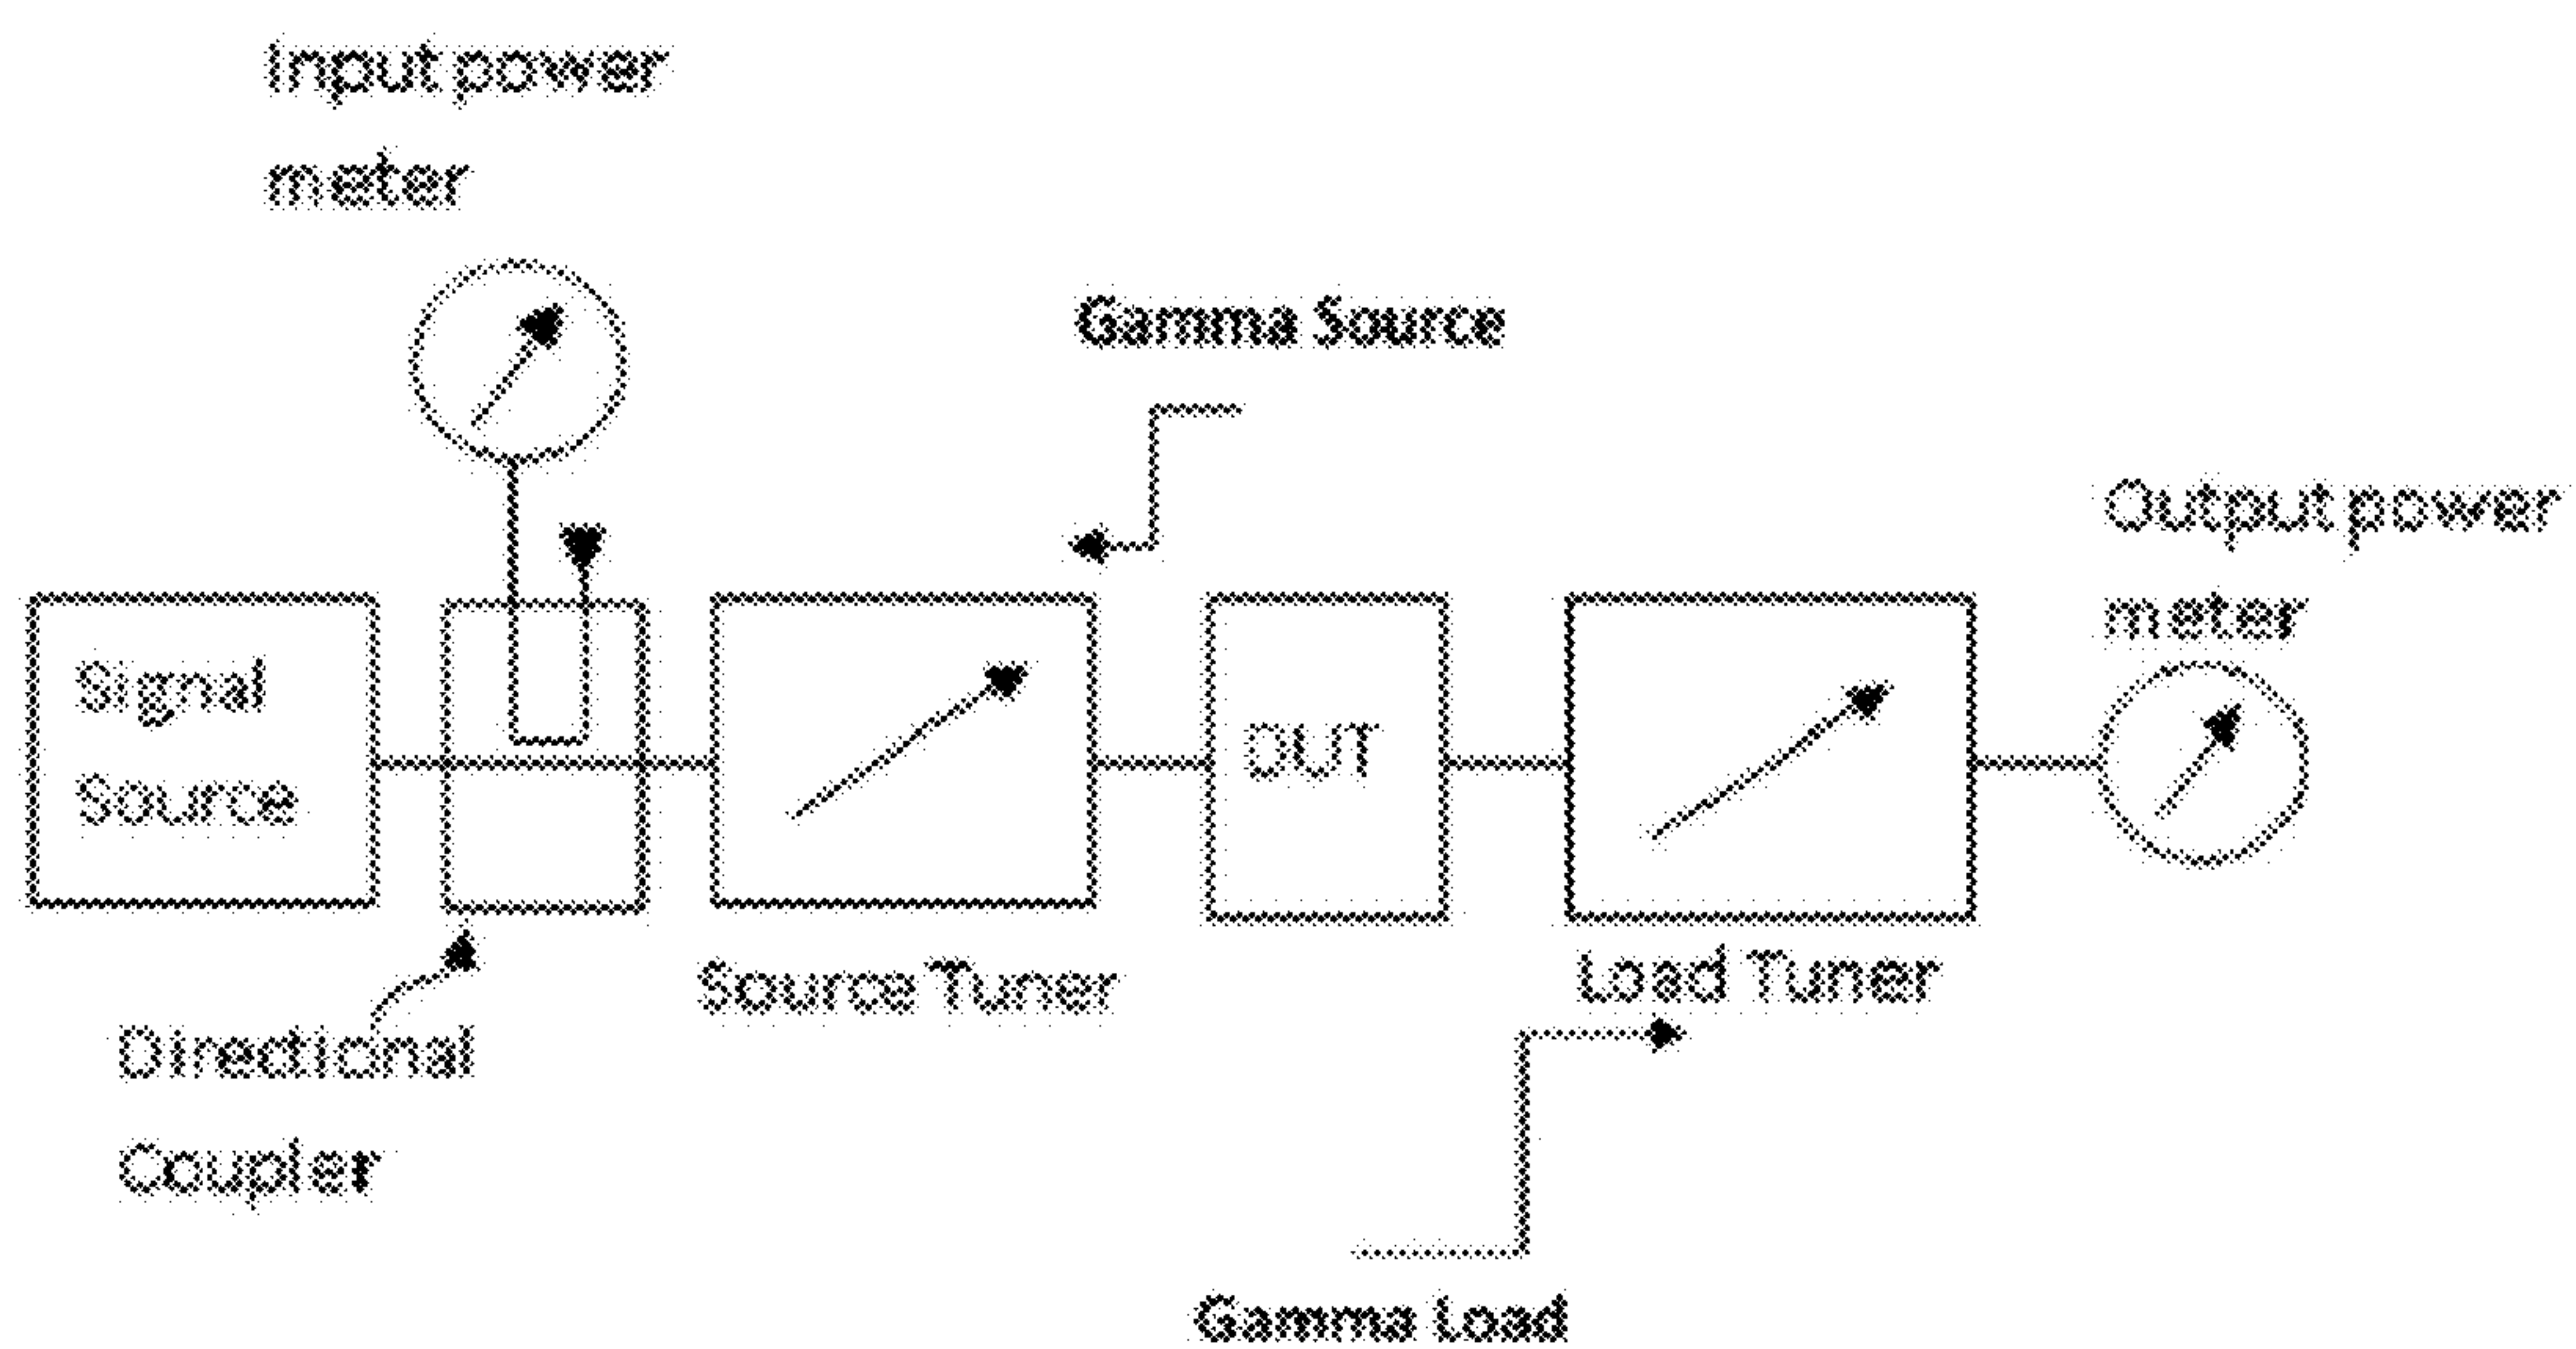 Input power
meter
Gamma Source
Output power
meter
Signal
Source
DUT
Source Tuner
Load Tuner
Directional
Coupler
Gamma Load